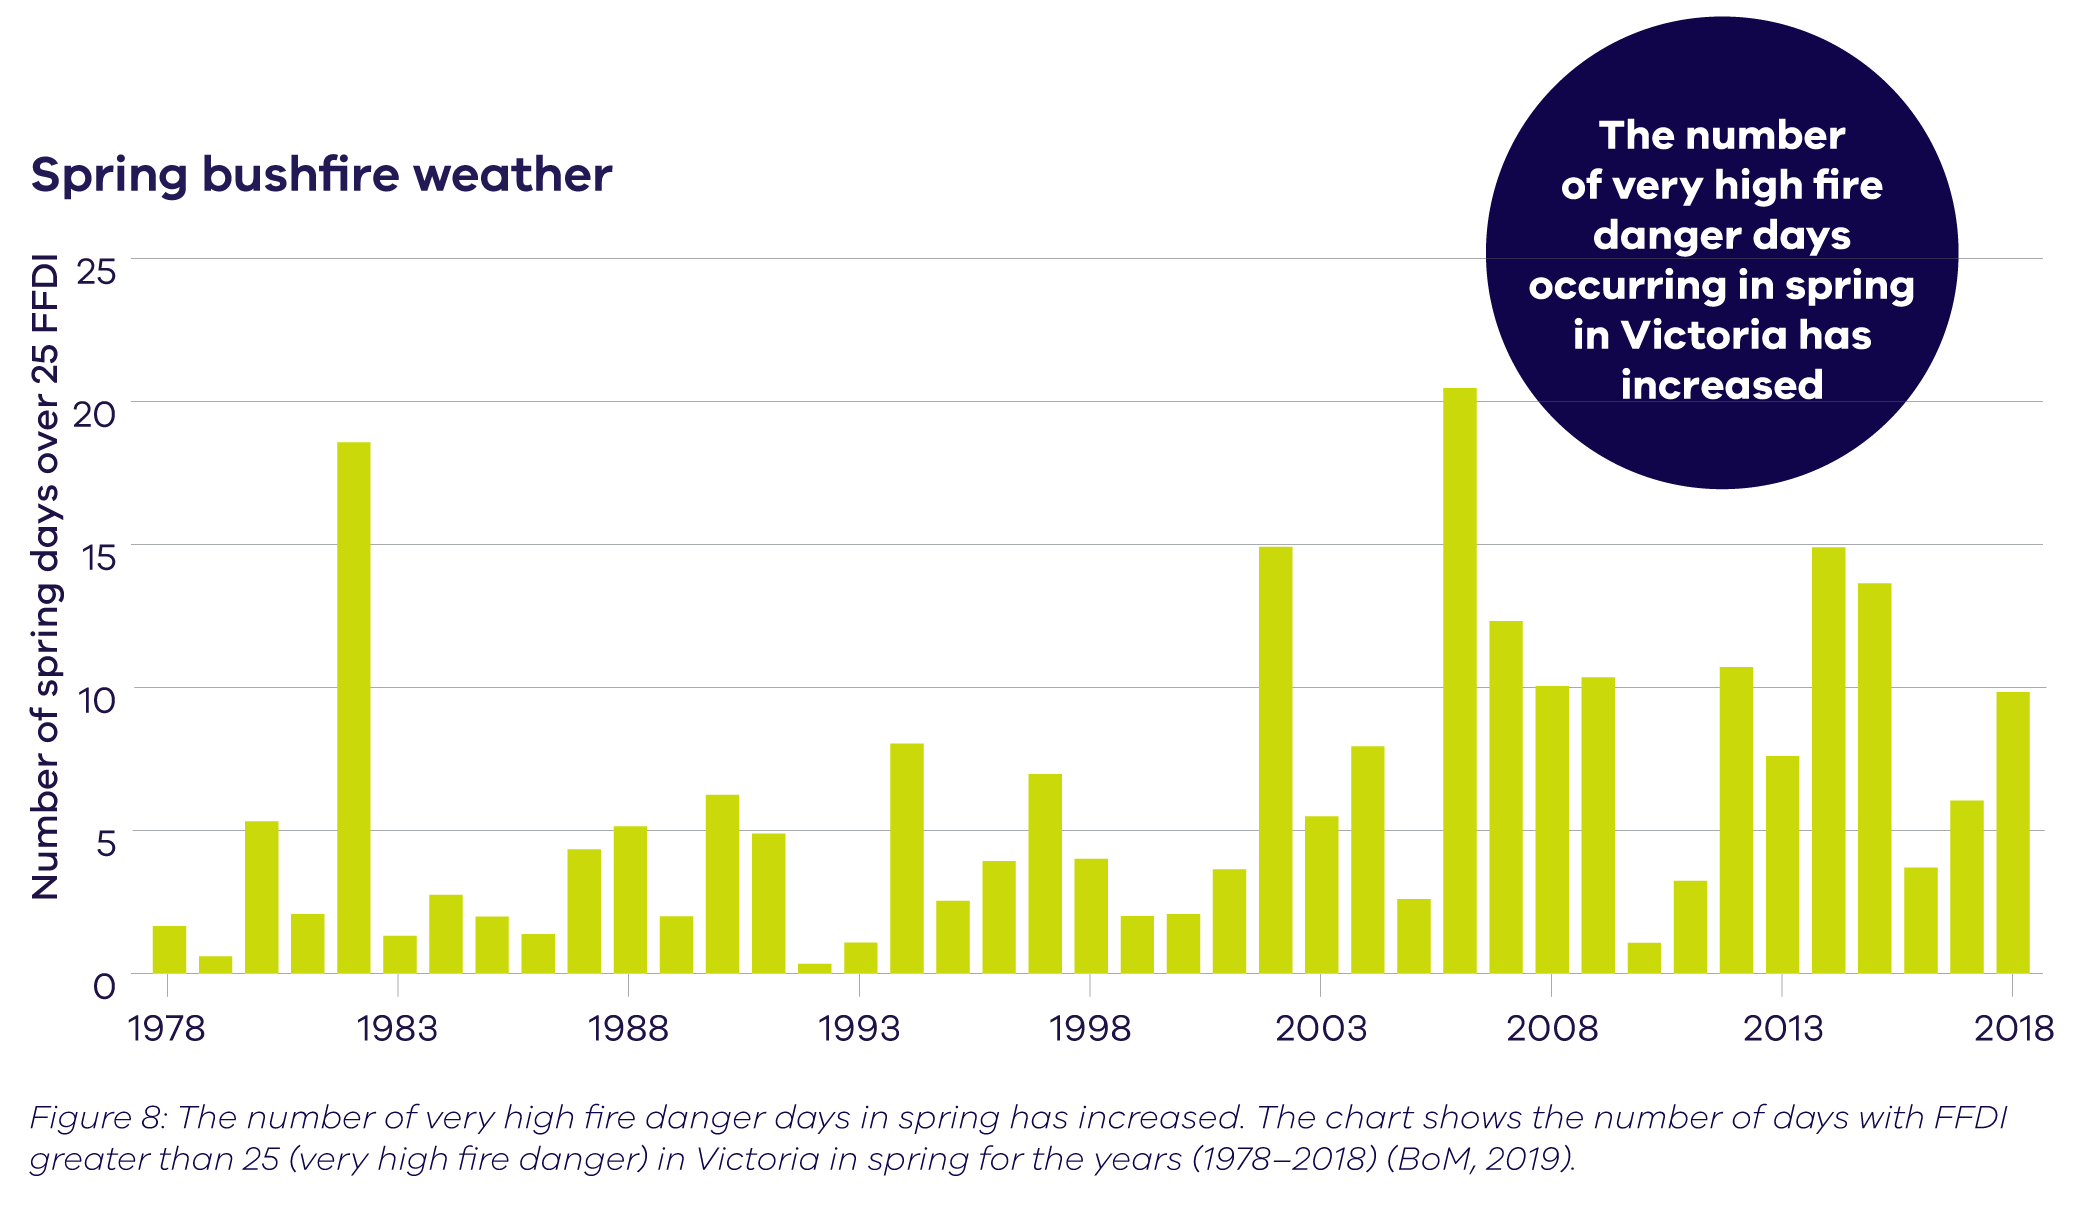 The number
of very high fire
danger days
occurring in spring
in Victoria has
increased
Spring bushfire weather
Number of spring days over 25 FFDI
25
20
15
10
5
0
1978
1983
1988
1993
1998
2003
2008
2013
2018
Figure 8: The number of very high fire danger days in spring has increased. The chart shows the number of days with FFDI
greater than 25 (very high fire danger) in Victoria in spring for the years (1978–2018) (BoM, 2019).